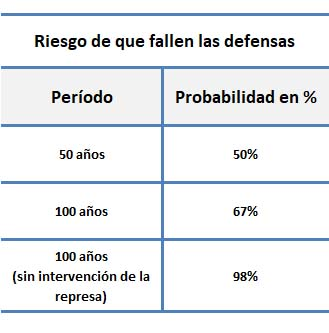 Riesgo de que fallen las defensas
Período
Probabilidad en %
50 años
50%
100 años
67%
100 años
(sin intervención de la
represa)
98%